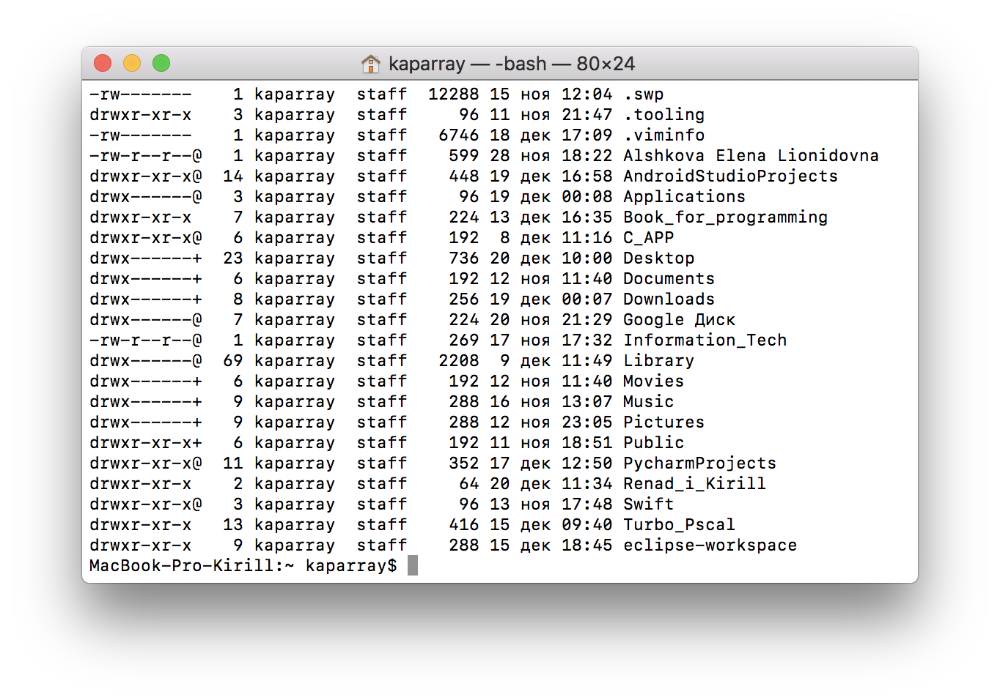 kaparray — -bash — 80×24
-rw-------    1 kaparray  staff  12288 15 ноя 12:04 .swp
drwxr-xr-x    3 kaparray  staff     96 11 ноя 21:47 .tooling
-rw-------    1 kaparray  staff   6746 18 дек 17:09 .viminfo
-rw-r--r--@   1 kaparray  staff    599 28 ноя 18:22 Alshkova Elena Lionidovna
drwxr-xr-x@  14 kaparray  staff    448 19 дек 16:58 AndroidStudioProjects
drwx------@   3 kaparray  staff     96 19 дек 00:08 Applications
drwxr-xr-x    7 kaparray  staff    224 13 дек 16:35 Book_for_programming
drwxr-xr-x@   6 kaparray  staff    192  8 дек 11:16 C_APP
drwx------+  23 kaparray  staff    736 20 дек 10:00 Desktop
drwx------+   6 kaparray  staff    192 12 ноя 11:40 Documents
drwx------+   8 kaparray  staff    256 19 дек 00:07 Downloads
drwx------@   7 kaparray  staff    224 20 ноя 21:29 Google Диск
-rw-r--r--@   1 kaparray  staff    269 17 ноя 17:32 Information_Tech
drwx------@  69 kaparray  staff   2208  9 дек 11:49 Library
drwx------+   6 kaparray  staff    192 12 ноя 11:40 Movies
drwx------+   9 kaparray  staff    288 16 ноя 13:07 Music
drwx------+   9 kaparray  staff    288 12 ноя 23:05 Pictures
drwxr-xr-x+   6 kaparray  staff    192 11 ноя 18:51 Public
drwxr-xr-x@  11 kaparray  staff    352 17 дек 12:50 PycharmProjects
drwxr-xr-x    2 kaparray  staff     64 20 дек 11:34 Renad_i_Kirill
drwxr-xr-x@   3 kaparray  staff     96 13 ноя 17:48 Swift
drwxr-xr-x   13 kaparray  staff    416 15 дек 09:40 Turbo_Pscal
drwxr-xr-x    9 kaparray  staff    288 15 дек 18:45 eclipse-workspace
MacBook-Pro-Kirill:~ kaparray$